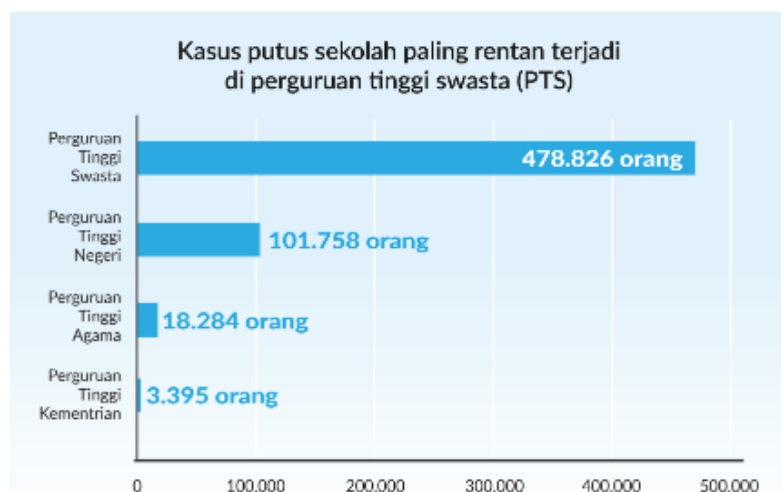 Kasus putus sekolah paling rentan terjadi
di perguruan tinggi swasta (PTS)
Perguruan
Tinggi
Swasta
478.826 orang
Perguruan
Tinggi
Negeri
101.758 orang
Perguruan
Tinggi
Agama
18.284 orang
Perguruan
Tinggi
Kementrian
3.395 orang
0 100.000 200.000 300.000 400.000 500.000